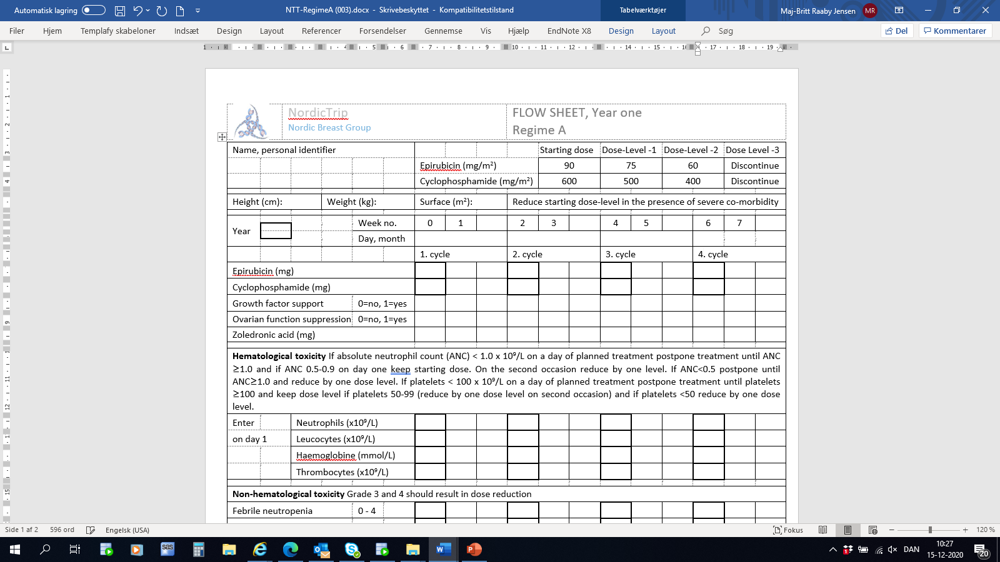 Automatisk lagring
NTT-RegimeA (003).docx - Skrivebeskyttet - Kompatibilitetstilstand
Tabelværktøjer
Maj-Britt Raaby Jensen MR
Filer Hjem Templafy skabeloner Indsæt Design Layout Referencer Forsendelser Gennemse Vis Hjælp EndNote X8 Design Layout Søg Del Kommentarer
NordicTrip
Nordic Breast Group
FLOW SHEET, Year one
Regime A
Name, personal identifier Starting dose Dose-Level -1 Dose-Level -2 Dose Level -3
Epirubicin (mg/m²) 90 75 60 Discontinue
Cyclophosphamide (mg/m²) 600 500 400 Discontinue
Height (cm): Weight (kg): Surface (m²): Reduce starting dose-level in the presence of severe co-morbidity
Year Week no. 0 1 2 3 4 5 6 7
Day, month
1. cycle 2. cycle 3. cycle 4. cycle
Epirubicin (mg)
Cyclophosphamide (mg)
Growth factor support 0=no, 1=yes
Ovarian function suppression 0=no, 1=yes
Zoledronic acid (mg)
Hematological toxicity If absolute neutrophil count (ANC) < 1.0 x 10⁹/L on a day of planned treatment postpone treatment until ANC
≥1.0 and if ANC 0.5-0.9 on day one keep starting dose. On the second occasion reduce by one level. If ANC<0.5 postpone until
ANC≥1.0 and reduce by one dose level. If platelets < 100 x 10⁹/L on a day of planned treatment postpone treatment until platelets
≥100 and keep dose level if platelets 50-99 (reduce by one dose level on second occasion) and if platelets <50 reduce by one dose
level.
Enter Neutrophils (x10⁹/L)
on day 1 Leucocytes (x10⁹/L)
Haemoglobine (mmol/L)
Thrombocytes (x10⁹/L)
Non-hematological toxicity Grade 3 and 4 should result in dose reduction
Febrile neutropenia 0 - 4
Side 1 af 2 596 ord Engelsk (USA) Fokus 120 %
DAN
10:27
15-12-2020
20